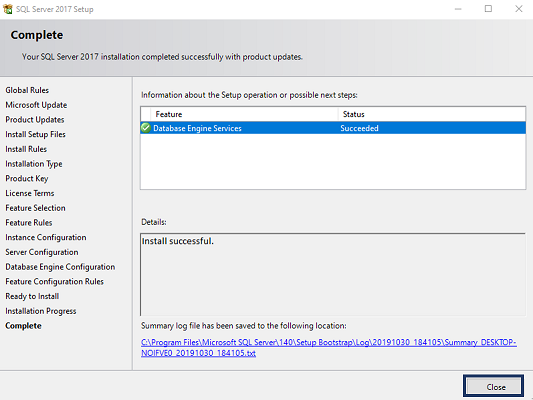 SQL Server 2017 Setup
Complete
Your SQL Server 2017 installation completed successfully with product updates.
Global Rules
Microsoft Update
Product Updates
Install Setup Files
Install Rules
Installation Type
Product Key
License Terms
Feature Selection
Feature Rules
Instance Configuration
Server Configuration
Database Engine Configuration
Feature Configuration Rules
Ready to Install
Installation Progress
Complete
Information about the Setup operation or possible next steps:
Feature Status
Database Engine Services Succeeded
Details:
Install successful.
Summary log file has been saved to the following location:
C:\Program Files\Microsoft SQL Server\140\Setup Bootstrap\Log\20191030_184105\Summary_DESKTOP-
NOIFVE0_20191030_184105.txt
Close